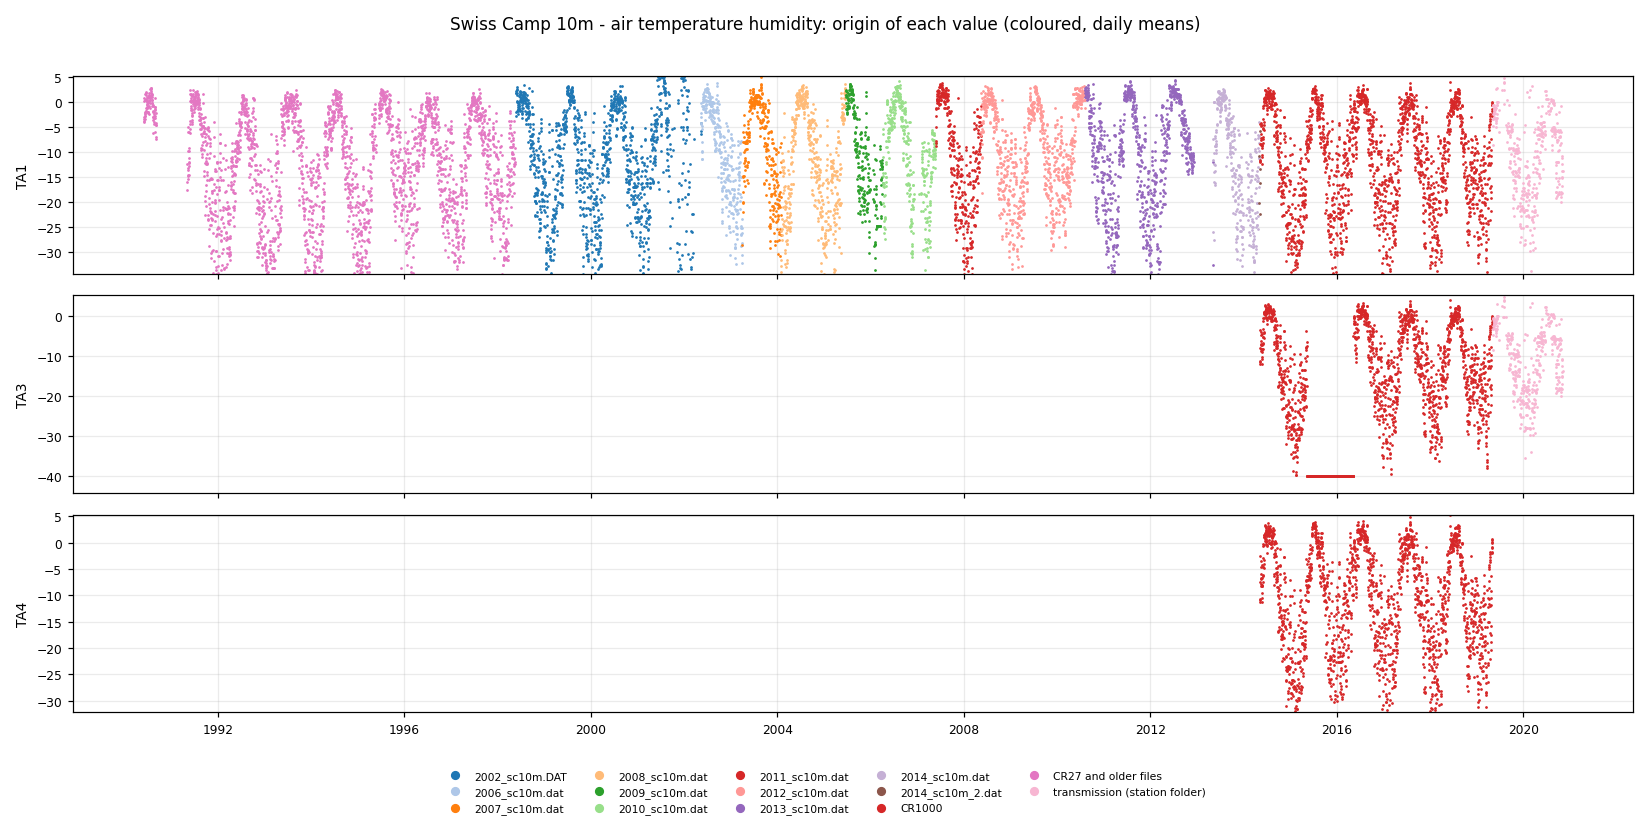 Swiss Camp 10m - air temperature humidity: origin of each value (coloured, daily means)
TA1
5
0
−5
−10
−15
−20
−25
−30
TA3
0
−10
−20
−30
−40
TA4
5
0
−5
−10
−15
−20
−25
−30
1992 1996 2000 2004 2008 2012 2016 2020
2002_sc10m.DAT 2008_sc10m.dat 2011_sc10m.dat 2014_sc10m.dat CR27 and older files
2006_sc10m.dat 2009_sc10m.dat 2012_sc10m.dat 2014_sc10m_2.dat transmission (station folder)
2007_sc10m.dat 2010_sc10m.dat 2013_sc10m.dat CR1000